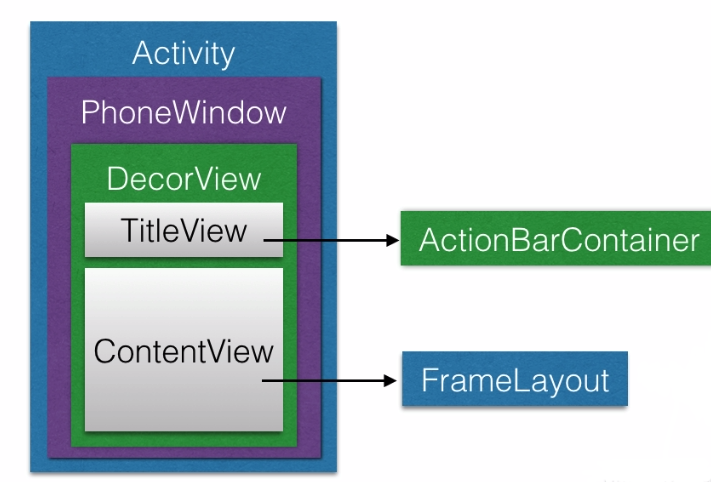 Activity
PhoneWindow
DecorView
TitleView
ActionBarContainer
ContentView
FrameLayout